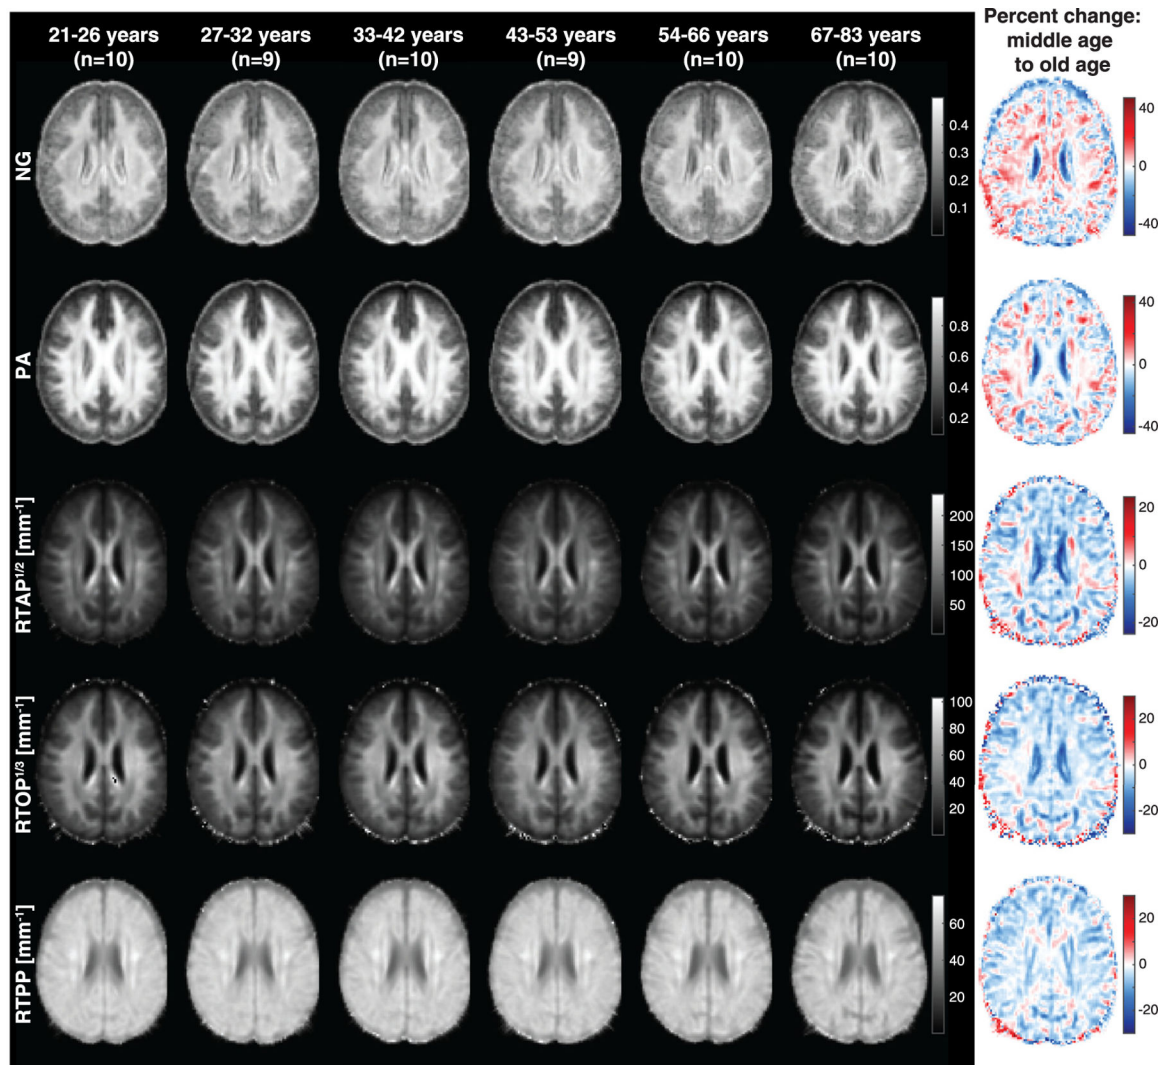 21-26 years
(n=10)
27-32 years
(n=9)
33-42 years
(n=10)
43-53 years
(n=9)
54-66 years
(n=10)
67-83 years
(n=10)
Percent change:
middle age
to old age
NG
0.4
0.3
0.2
0.1
40
0
-40
PA
0.8
0.6
0.4
0.2
40
0
-40
RTAP¹ᐟ² [mm⁻¹]
200
150
100
50
20
0
-20
RTOP¹ᐟ³ [mm⁻¹]
100
80
60
40
20
20
0
-20
RTPP [mm⁻¹]
60
40
20
20
0
-20